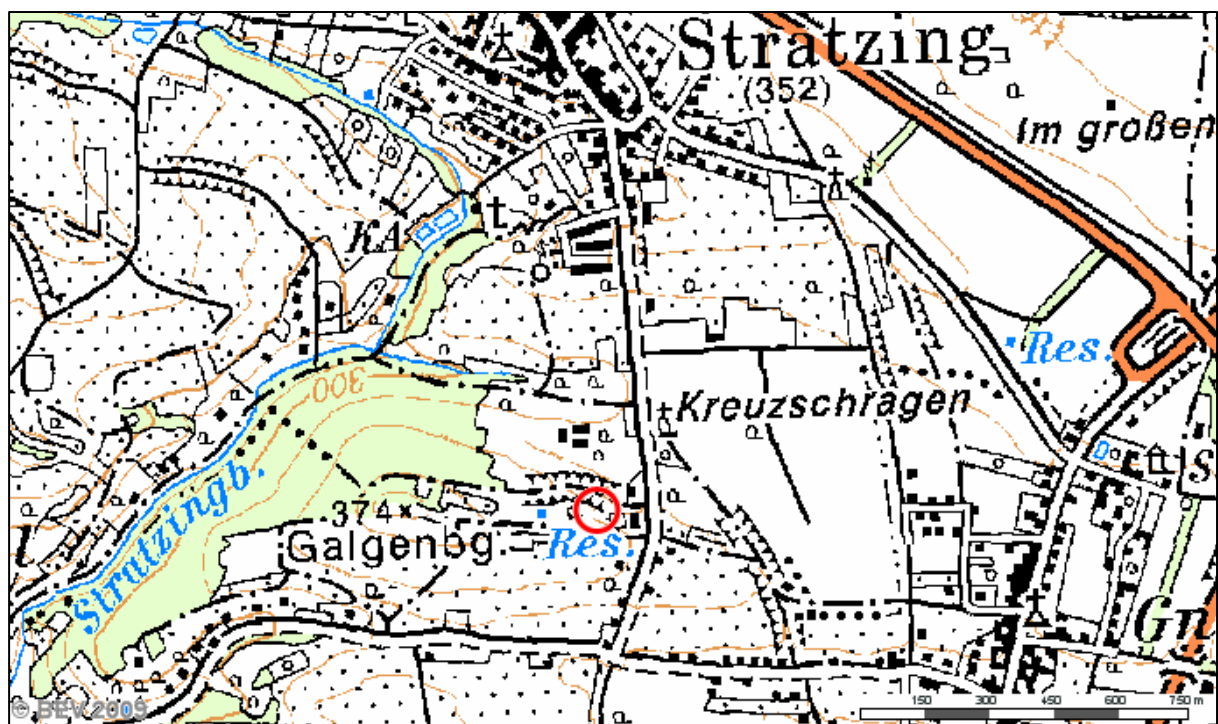 Stratzing
(352)
Im großen
KA
t
300
Res.
Kreuzschragen
374
Galgenbg.
Res.
Stratzingb.
Gn
© BEV 2009
150 300 450 600 750 m